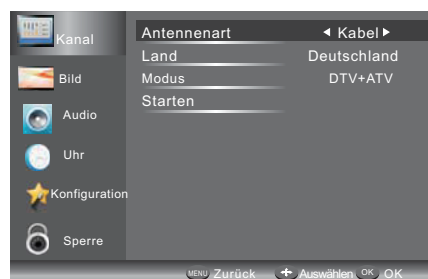 Kanal
Bild
Audio
Uhr
Konfiguration
Sperre
Antennenart ◀ Kabel ▶
Land Deutschland
Modus DTV+ATV
Starten
MENU Zurück Auswählen OK OK